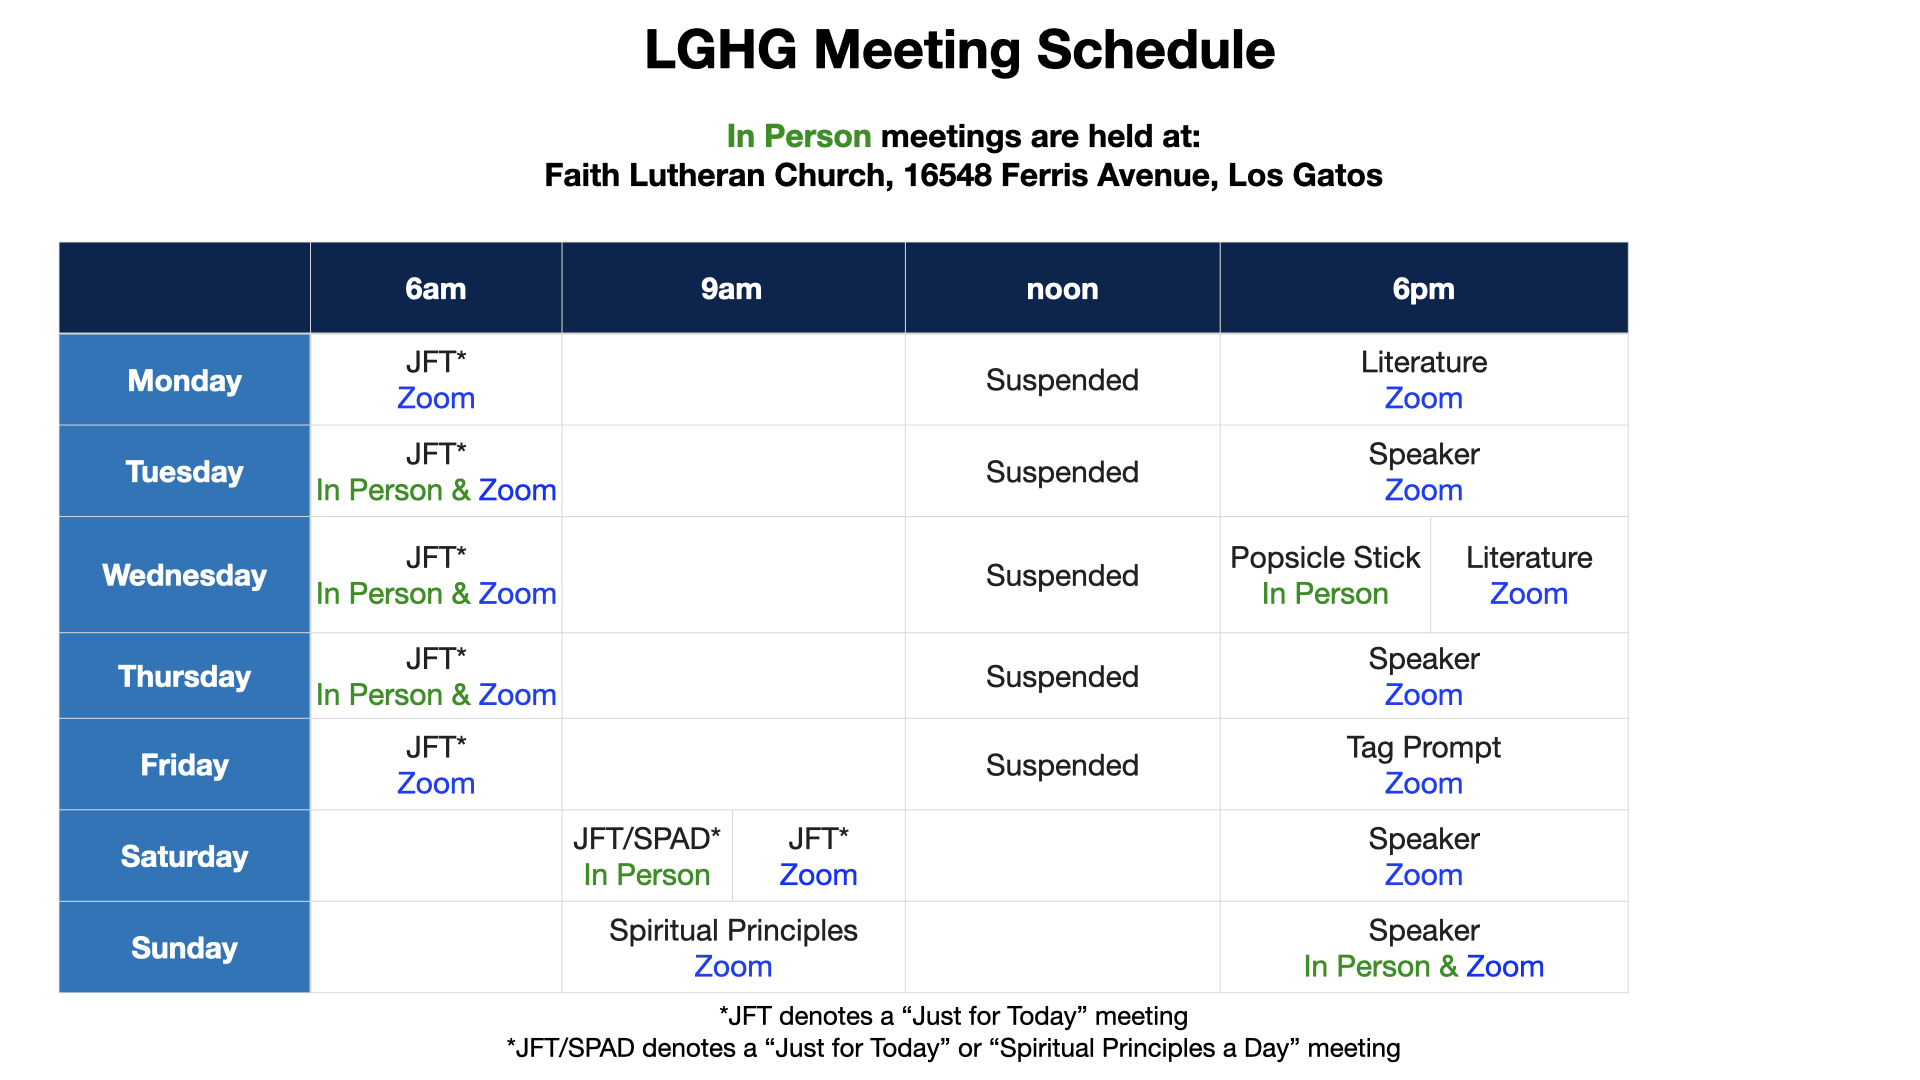 LGHG Meeting Schedule
In Person meetings are held at:
Faith Lutheran Church, 16548 Ferris Avenue, Los Gatos
6am 9am noon 6pm
Monday
JFT*
Zoom
Suspended
Literature
Zoom
Tuesday
JFT*
In Person & Zoom
Suspended
Speaker
Zoom
Wednesday
JFT*
In Person & Zoom
Suspended
Popsicle Stick
In Person
Literature
Zoom
Thursday
JFT*
In Person & Zoom
Suspended
Speaker
Zoom
Friday
JFT*
Zoom
Suspended
Tag Prompt
Zoom
Saturday
JFT/SPAD*
In Person
JFT*
Zoom
Speaker
Zoom
Sunday
Spiritual Principles
Zoom
Speaker
In Person & Zoom
*JFT denotes a “Just for Today” meeting
*JFT/SPAD denotes a “Just for Today” or “Spiritual Principles a Day” meeting